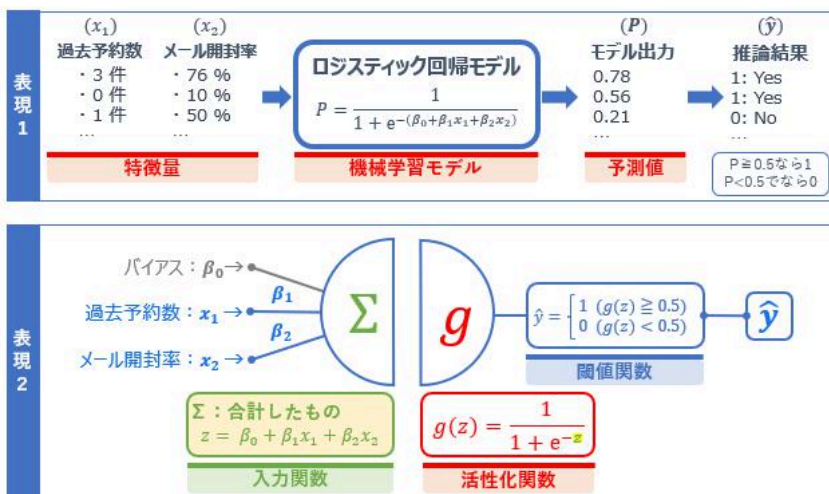 表現1
(x₁) (x₂) (P) (ŷ)
過去予約数 メール開封率 モデル出力 推論結果
・3 件 ・76 % 0.78 1: Yes
・0 件 ・10 % 0.56 1: Yes
・1 件 ・50 % 0.21 0: No
… … … …
ロジスティック回帰モデル
P = 1 / (1 + e^−(β₀+β₁x₁+β₂x₂))
特徴量 機械学習モデル 予測値
P≧0.5なら1
P<0.5でなら0
表現2
バイアス：β₀→
過去予約数：x₁→
メール開封率：x₂→
β₁
β₂
Σ
g
ŷ = { 1 (g(z) ≧ 0.5)
0 (g(z) < 0.5)
ŷ
閾値関数
Σ：合計したもの
z = β₀ + β₁x₁ + β₂x₂
入力関数
g(z) = 1 / (1 + e^−z)
活性化関数